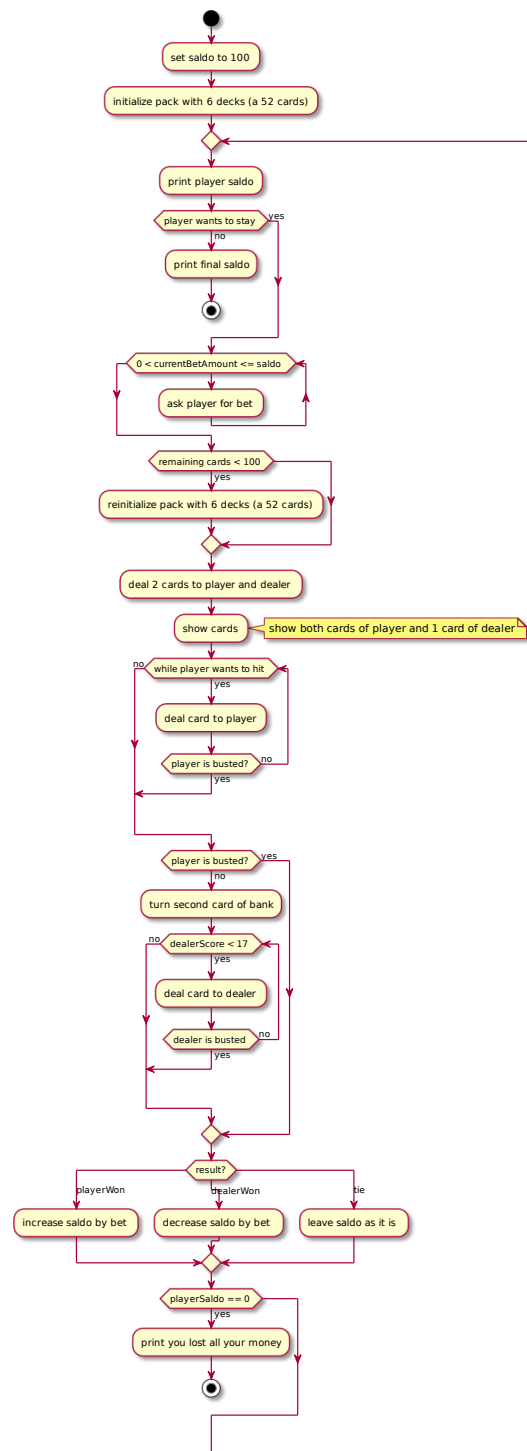 set saldo to 100
initialize pack with 6 decks (a 52 cards)
print player saldo
player wants to stay
yes
no
print final saldo
0 < currentBetAmount <= saldo
ask player for bet
remaining cards < 100
yes
reinitialize pack with 6 decks (a 52 cards)
deal 2 cards to player and dealer
show cards
show both cards of player and 1 card of dealer
no
while player wants to hit
yes
deal card to player
player is busted?
no
yes
player is busted?
yes
no
turn second card of bank
no
dealerScore < 17
yes
deal card to dealer
dealer is busted
no
yes
result?
playerWon
dealerWon
tie
increase saldo by bet
decrease saldo by bet
leave saldo as it is
playerSaldo == 0
yes
print you lost all your money